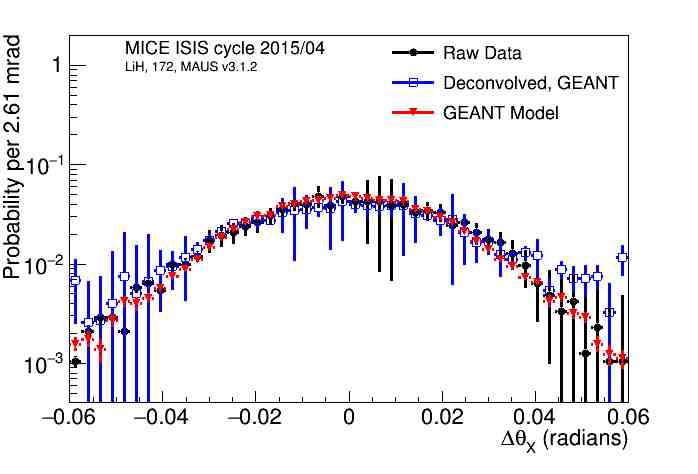 MICE ISIS cycle 2015/04
LiH, 172, MAUS v3.1.2
Raw Data
Deconvolved, GEANT
GEANT Model
Probability per 2.61 mrad
1
10⁻¹
10⁻²
10⁻³
−0.06 −0.04 −0.02 0 0.02 0.04 0.06
Δθ_X (radians)